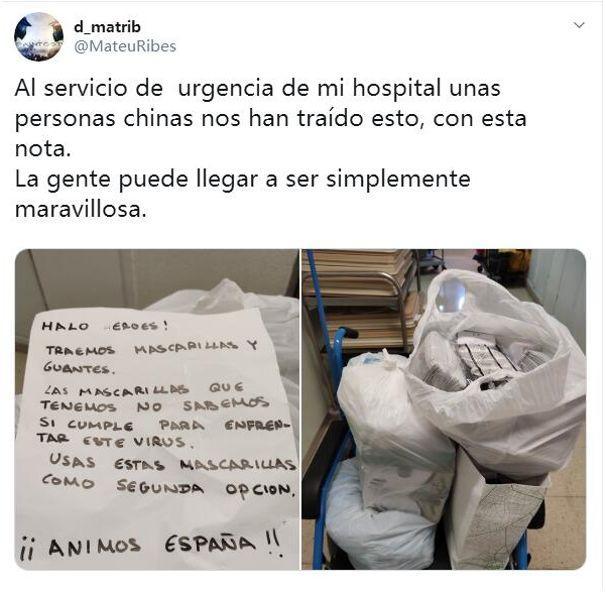 d_matrib
@MateuRibes
Al servicio de urgencia de mi hospital unas
personas chinas nos han traído esto, con esta
nota.
La gente puede llegar a ser simplemente
maravillosa.
HALO EROES!
TRAEMOS MASCARILLAS Y
GUANTES.
LAS MASCARILLAS QUE
TENEMOS NO SABEMOS
SI CUMPLE PARA ENFREN-
TAR ESTE VIRUS.
USAS ESTAS MASCARILLAS
COMO SEGUNDA OPCION.
¡¡ ANIMOS ESPAÑA !!